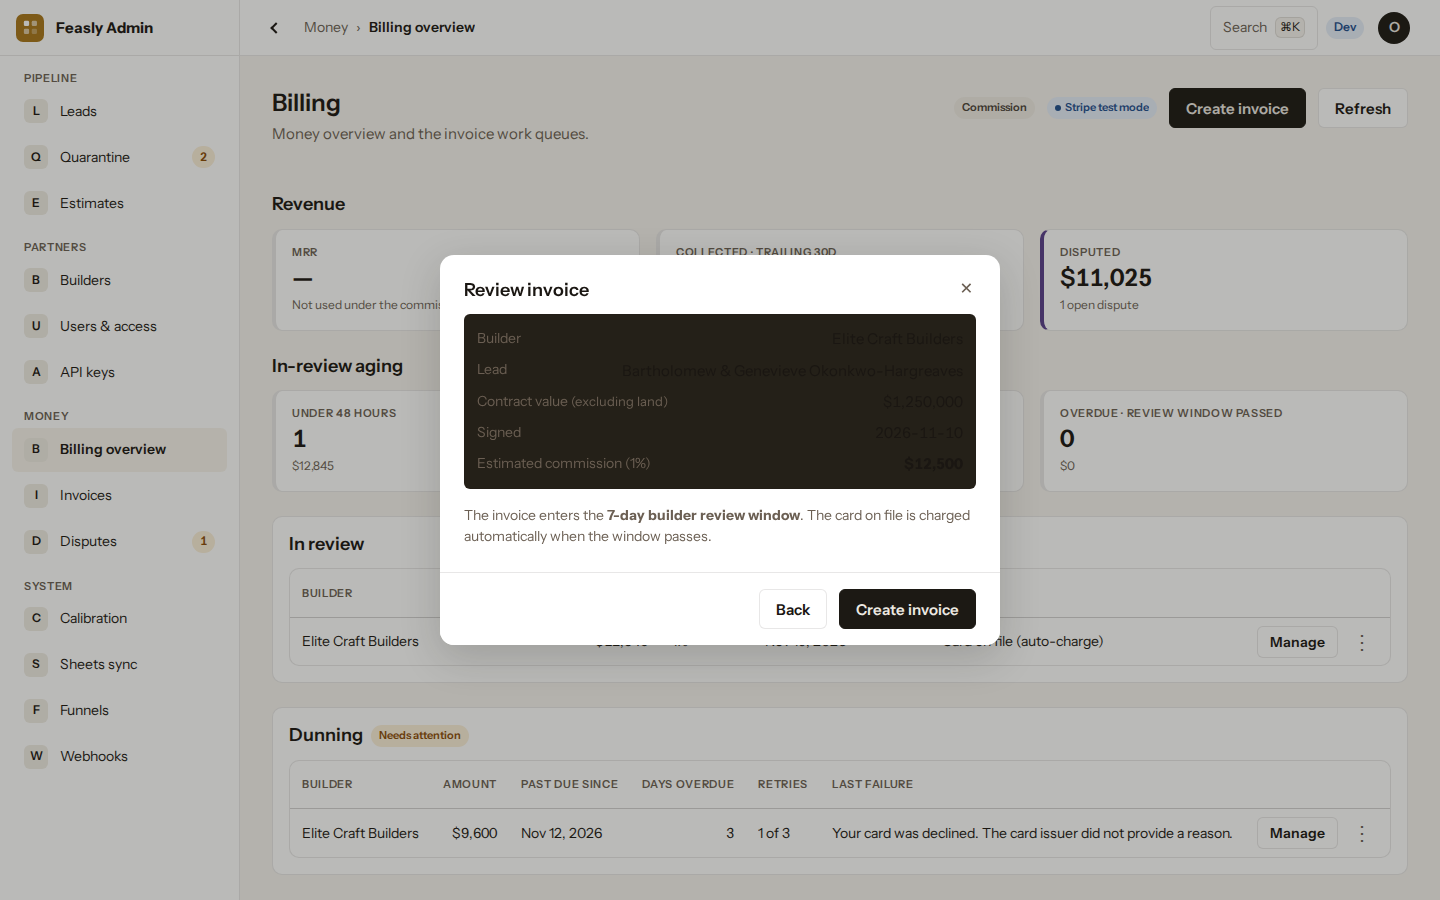 Feasly Admin
Money › Billing overview
Search ⌘K
Dev
O
PIPELINE
L Leads
Q Quarantine 2
E Estimates
PARTNERS
B Builders
U Users & access
A API keys
MONEY
B Billing overview
I Invoices
D Disputes 1
SYSTEM
C Calibration
S Sheets sync
F Funnels
W Webhooks
Billing
Money overview and the invoice work queues.
Commission
Stripe test mode
Create invoice
Refresh
Revenue
MRR
—
Not used under the commis
COLLECTED · TRAILING 30D
DISPUTED
$11,025
1 open dispute
In-review aging
UNDER 48 HOURS
1
$12,845
OVERDUE · REVIEW WINDOW PASSED
0
$0
Review invoice
×
Builder Elite Craft Builders
Lead Bartholomew & Genevieve Okonkwo-Hargreaves
Contract value (excluding land) $1,250,000
Signed 2026-11-10
Estimated commission (1%) $12,500
The invoice enters the 7-day builder review window. The card on file is charged
automatically when the window passes.
Back
Create invoice
In review
BUILDER
Elite Craft Builders
file (auto-charge)
Manage
Dunning Needs attention
BUILDER AMOUNT PAST DUE SINCE DAYS OVERDUE RETRIES LAST FAILURE
Elite Craft Builders $9,600 Nov 12, 2026 3 1 of 3 Your card was declined. The card issuer did not provide a reason. Manage